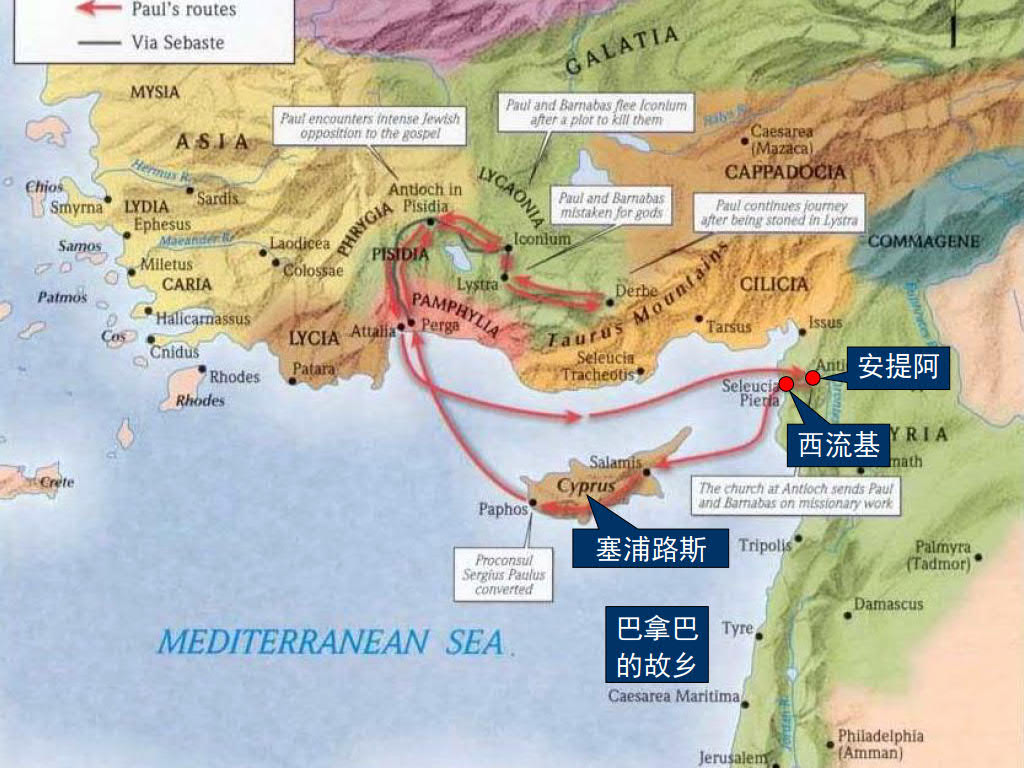 Paul's routes
Via Sebaste
GALATIA
MYSIA
ASIA
Paul encounters intense Jewish
opposition to the gospel
Paul and Barnabas flee Iconium
after a plot to kill them
Caesarea
(Mazaca)
CAPPADOCIA
Hermus R.
Chios
Smyrna
LYDIA
Sardis
Ephesus
Maeander R.
Samos
Miletus
Laodicea
Colossae
CARIA
Patmos
Halicarnassus
Cos
Cnidus
Rhodes
Rhodes
Crete
PHRYGIA
Antioch in
Pisidia
PISIDIA
LYCAONIA
Paul and Barnabas
mistaken for gods
Paul continues journey
after being stoned in Lystra
Iconium
Lystra
Derbe
COMMAGENE
Taurus Mountains
CILICIA
Tarsus
Issus
PAMPHYLIA
Attalia
Perga
LYCIA
Patara
Seleucia
Tracheotis
Seleucia
Pieria
Anti
安提阿
西流基
YRIA
math
Salamis
Cyprus
Paphos
The church at Antioch sends Paul
and Barnabas on missionary work
塞浦路斯
Proconsul
Sergius Paulus
converted
Tripolis
Palmyra
(Tadmor)
Damascus
巴拿巴
的故乡
Tyre
MEDITERRANEAN SEA.
Caesarea Maritima
Jordan R.
Philadelphia
(Amman)
Jerusalem